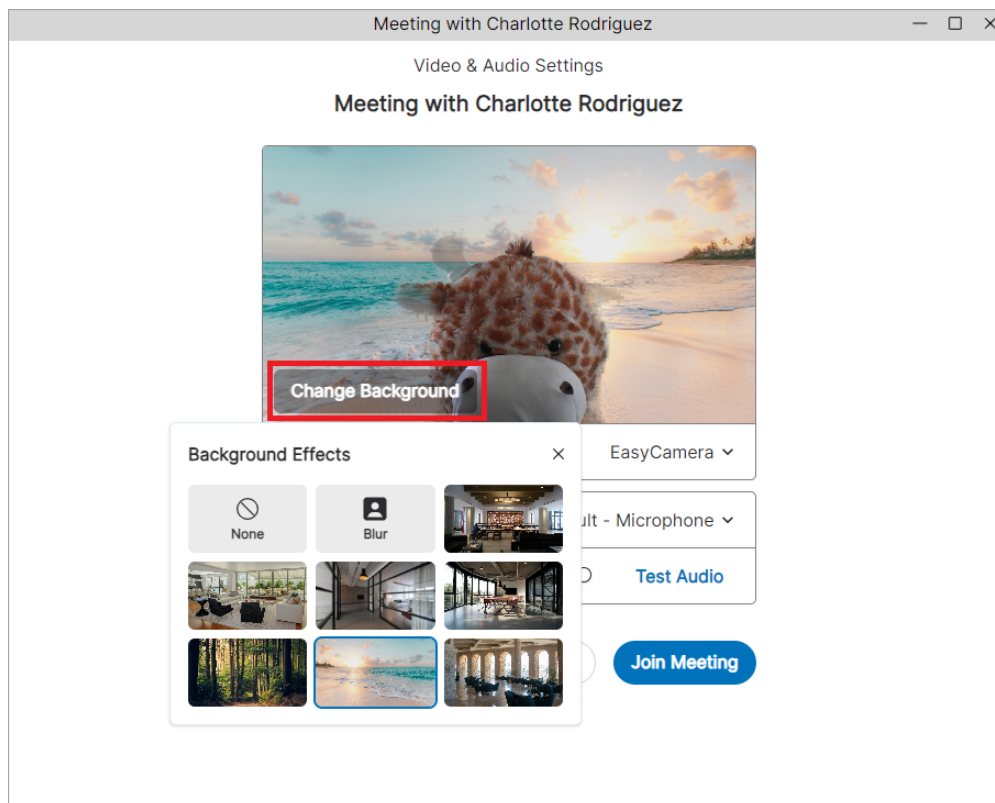 Meeting with Charlotte Rodriguez
Video & Audio Settings
Meeting with Charlotte Rodriguez
Change Background
EasyCamera
Background Effects
None
Blur
ult - Microphone
Test Audio
Join Meeting